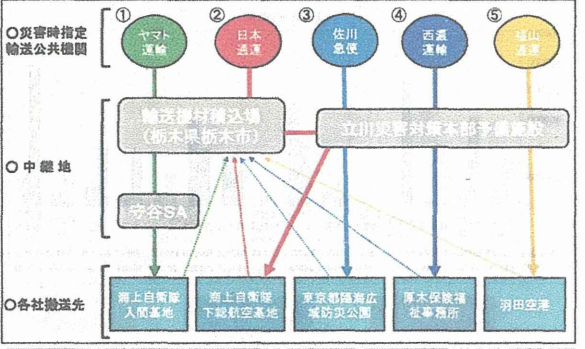 ○災害時指定
輸送公共機関
①
ヤマト
運輸
②
日本
通運
③
佐川
急便
④
西濃
運輸
⑤
福山
通運
○中継地
輸送機材積込場
(栃木県栃木市)
立川災害対策本部予備施設
守谷SA
○各社搬送先
海上自衛隊
入間基地
海上自衛隊
下総航空基地
東京都臨海広
域防災公園
厚木保険福
祉事務所
羽田空港